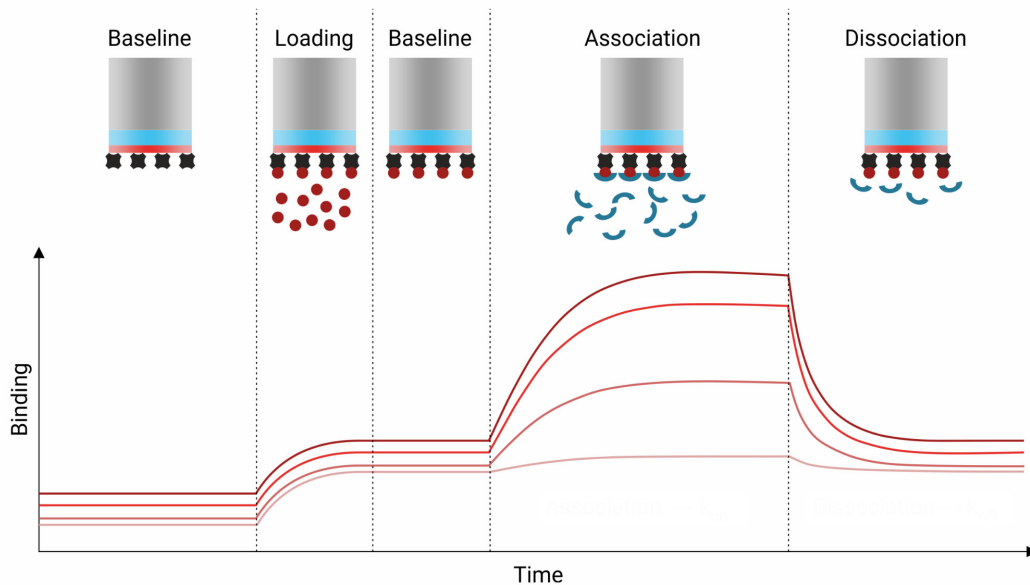 Baseline
Loading
Baseline
Association
Dissociation
Binding
Time